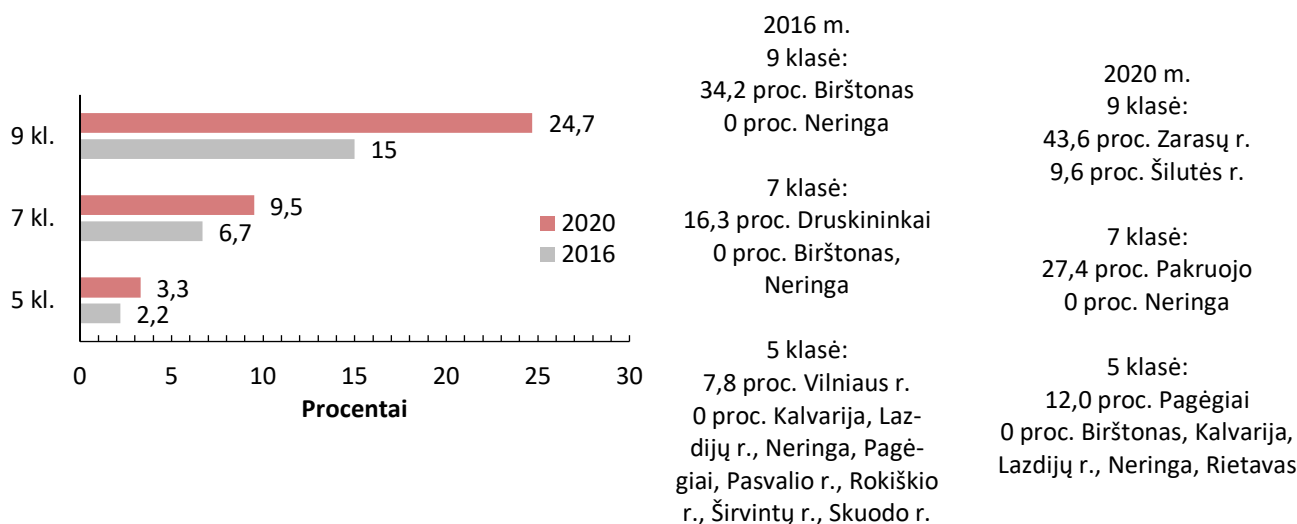 9 kl.
24,7
15
7 kl.
9,5
6,7
5 kl.
3,3
2,2
2020
2016
0 5 10 15 20 25 30
Procentai
2016 m.
9 klasė:
34,2 proc. Birštonas
0 proc. Neringa
7 klasė:
16,3 proc. Druskininkai
0 proc. Birštonas,
Neringa
5 klasė:
7,8 proc. Vilniaus r.
0 proc. Kalvarija, Laz-
dijų r., Neringa, Pagė-
giai, Pasvalio r., Rokiškio
r., Širvintų r., Skuodo r.
2020 m.
9 klasė:
43,6 proc. Zarasų r.
9,6 proc. Šilutės r.
7 klasė:
27,4 proc. Pakruojo
0 proc. Neringa
5 klasė:
12,0 proc. Pagėgiai
0 proc. Birštonas, Kalvarija,
Lazdijų r., Neringa, Rietavas